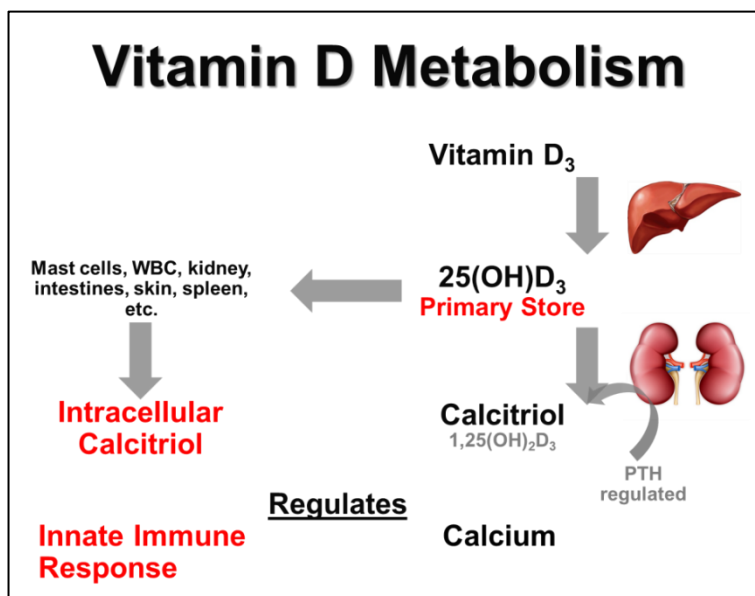 Vitamin D Metabolism
Vitamin D₃
Mast cells, WBC, kidney,
intestines, skin, spleen,
etc.
25(OH)D₃
Primary Store
Intracellular
Calcitriol
Calcitriol
1,25(OH)₂D₃
PTH
regulated
Regulates
Innate Immune
Response
Calcium